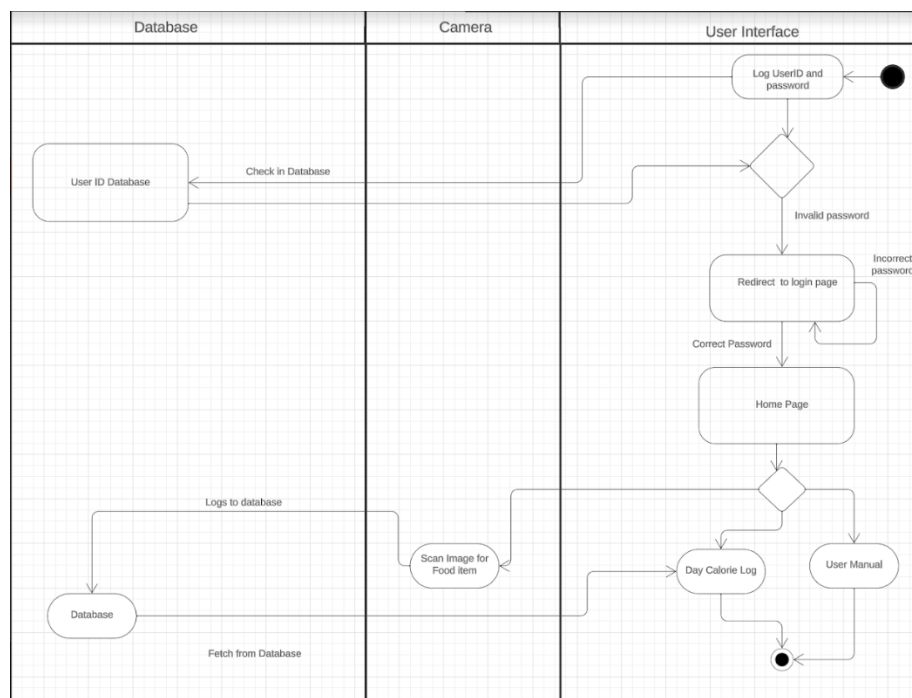 Database
Camera
User Interface
Log UserID and
password
Check in Database
User ID Database
Invalid password
Incorrect
password
Redirect to login page
Correct Password
Home Page
Logs to database
Scan Image for
Food item
Day Calorie Log
User Manual
Database
Fetch from Database